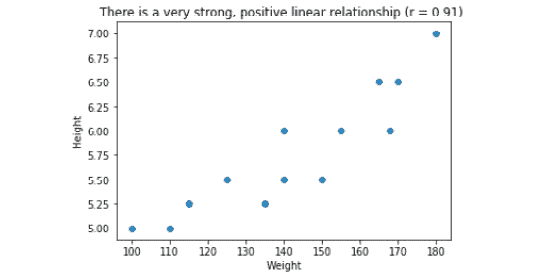 There is a very strong, positive linear relationship (r = 0.91)
7.00
6.75
6.50
6.25
6.00
5.75
5.50
5.25
5.00
Height
100 110 120 130 140 150 160 170 180
Weight